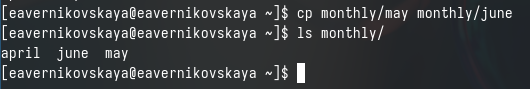 [eavernikovskaya@eavernikovskaya ~]$ cp monthly/may monthly/june
[eavernikovskaya@eavernikovskaya ~]$ ls monthly/
april  june  may
[eavernikovskaya@eavernikovskaya ~]$